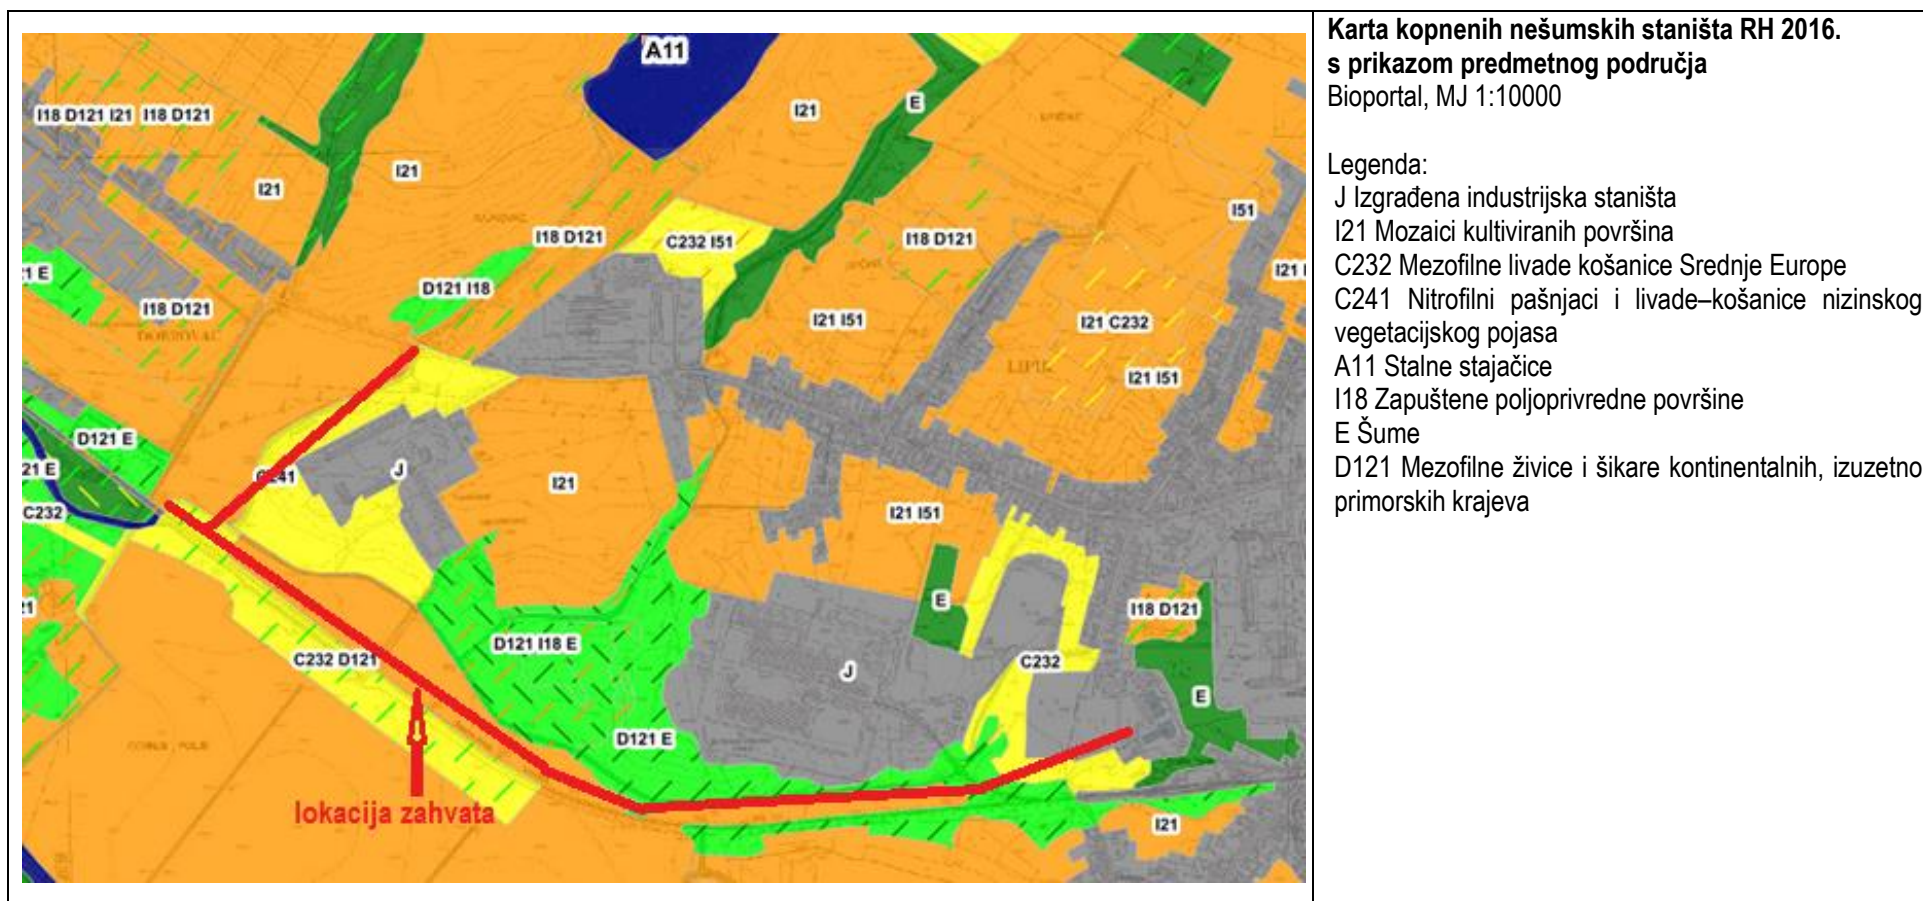 A11
I18 D121 I21
I18 D121
I21
E
I21
I21
I51
I18 D121
C232 I51
I18 D121
D121 I18
I18 D121
I21 I51
I21 C232
I21 I51
LIPIK
D121 E
C232
C241
J
I21
I21 I51
E
I18 D121
D121 I18 E
C232 D121
C232
J
E
D121 E
lokacija zahvata
I21
Karta kopnenih nešumskih staništa RH 2016.
s prikazom predmetnog područja
Bioportal, MJ 1:10000
Legenda:
J Izgrađena industrijska staništa
I21 Mozaici kultiviranih površina
C232 Mezofilne livade košanice Srednje Europe
C241 Nitrofilni pašnjaci i livade–košanice nizinskog
vegetacijskog pojasa
A11 Stalne stajačice
I18 Zapuštene poljoprivredne površine
E Šume
D121 Mezofilne živice i šikare kontinentalnih, izuzetno
primorskih krajeva